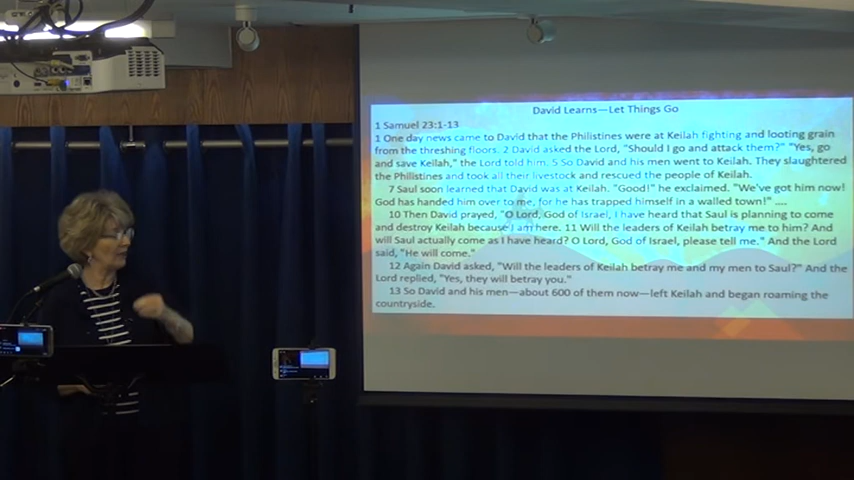 David Learns—Let Things Go
1 Samuel 23:1-13
1 One day news came to David that the Philistines were at Keilah fighting and looting grain
from the threshing floors. 2 David asked the Lord, "Should I go and attack them?" "Yes, go
and save Keilah," the Lord told him. 5 So David and his men went to Keilah. They slaughtered
the Philistines and took all their livestock and rescued the people of Keilah.
7 Saul soon learned that David was at Keilah. "Good!" he exclaimed. "We've got him now!
God has handed him over to me, for he has trapped himself in a walled town!" ....
10 Then David prayed, "O Lord, God of Israel, I have heard that Saul is planning to come
and destroy Keilah because I am here. 11 Will the leaders of Keilah betray me to him? And
will Saul actually come as I have heard? O Lord, God of Israel, please tell me." And the Lord
said, "He will come."
12 Again David asked, "Will the leaders of Keilah betray me and my men to Saul?" And the
Lord replied, "Yes, they will betray you."
13 So David and his men—about 600 of them now—left Keilah and began roaming the
countryside.